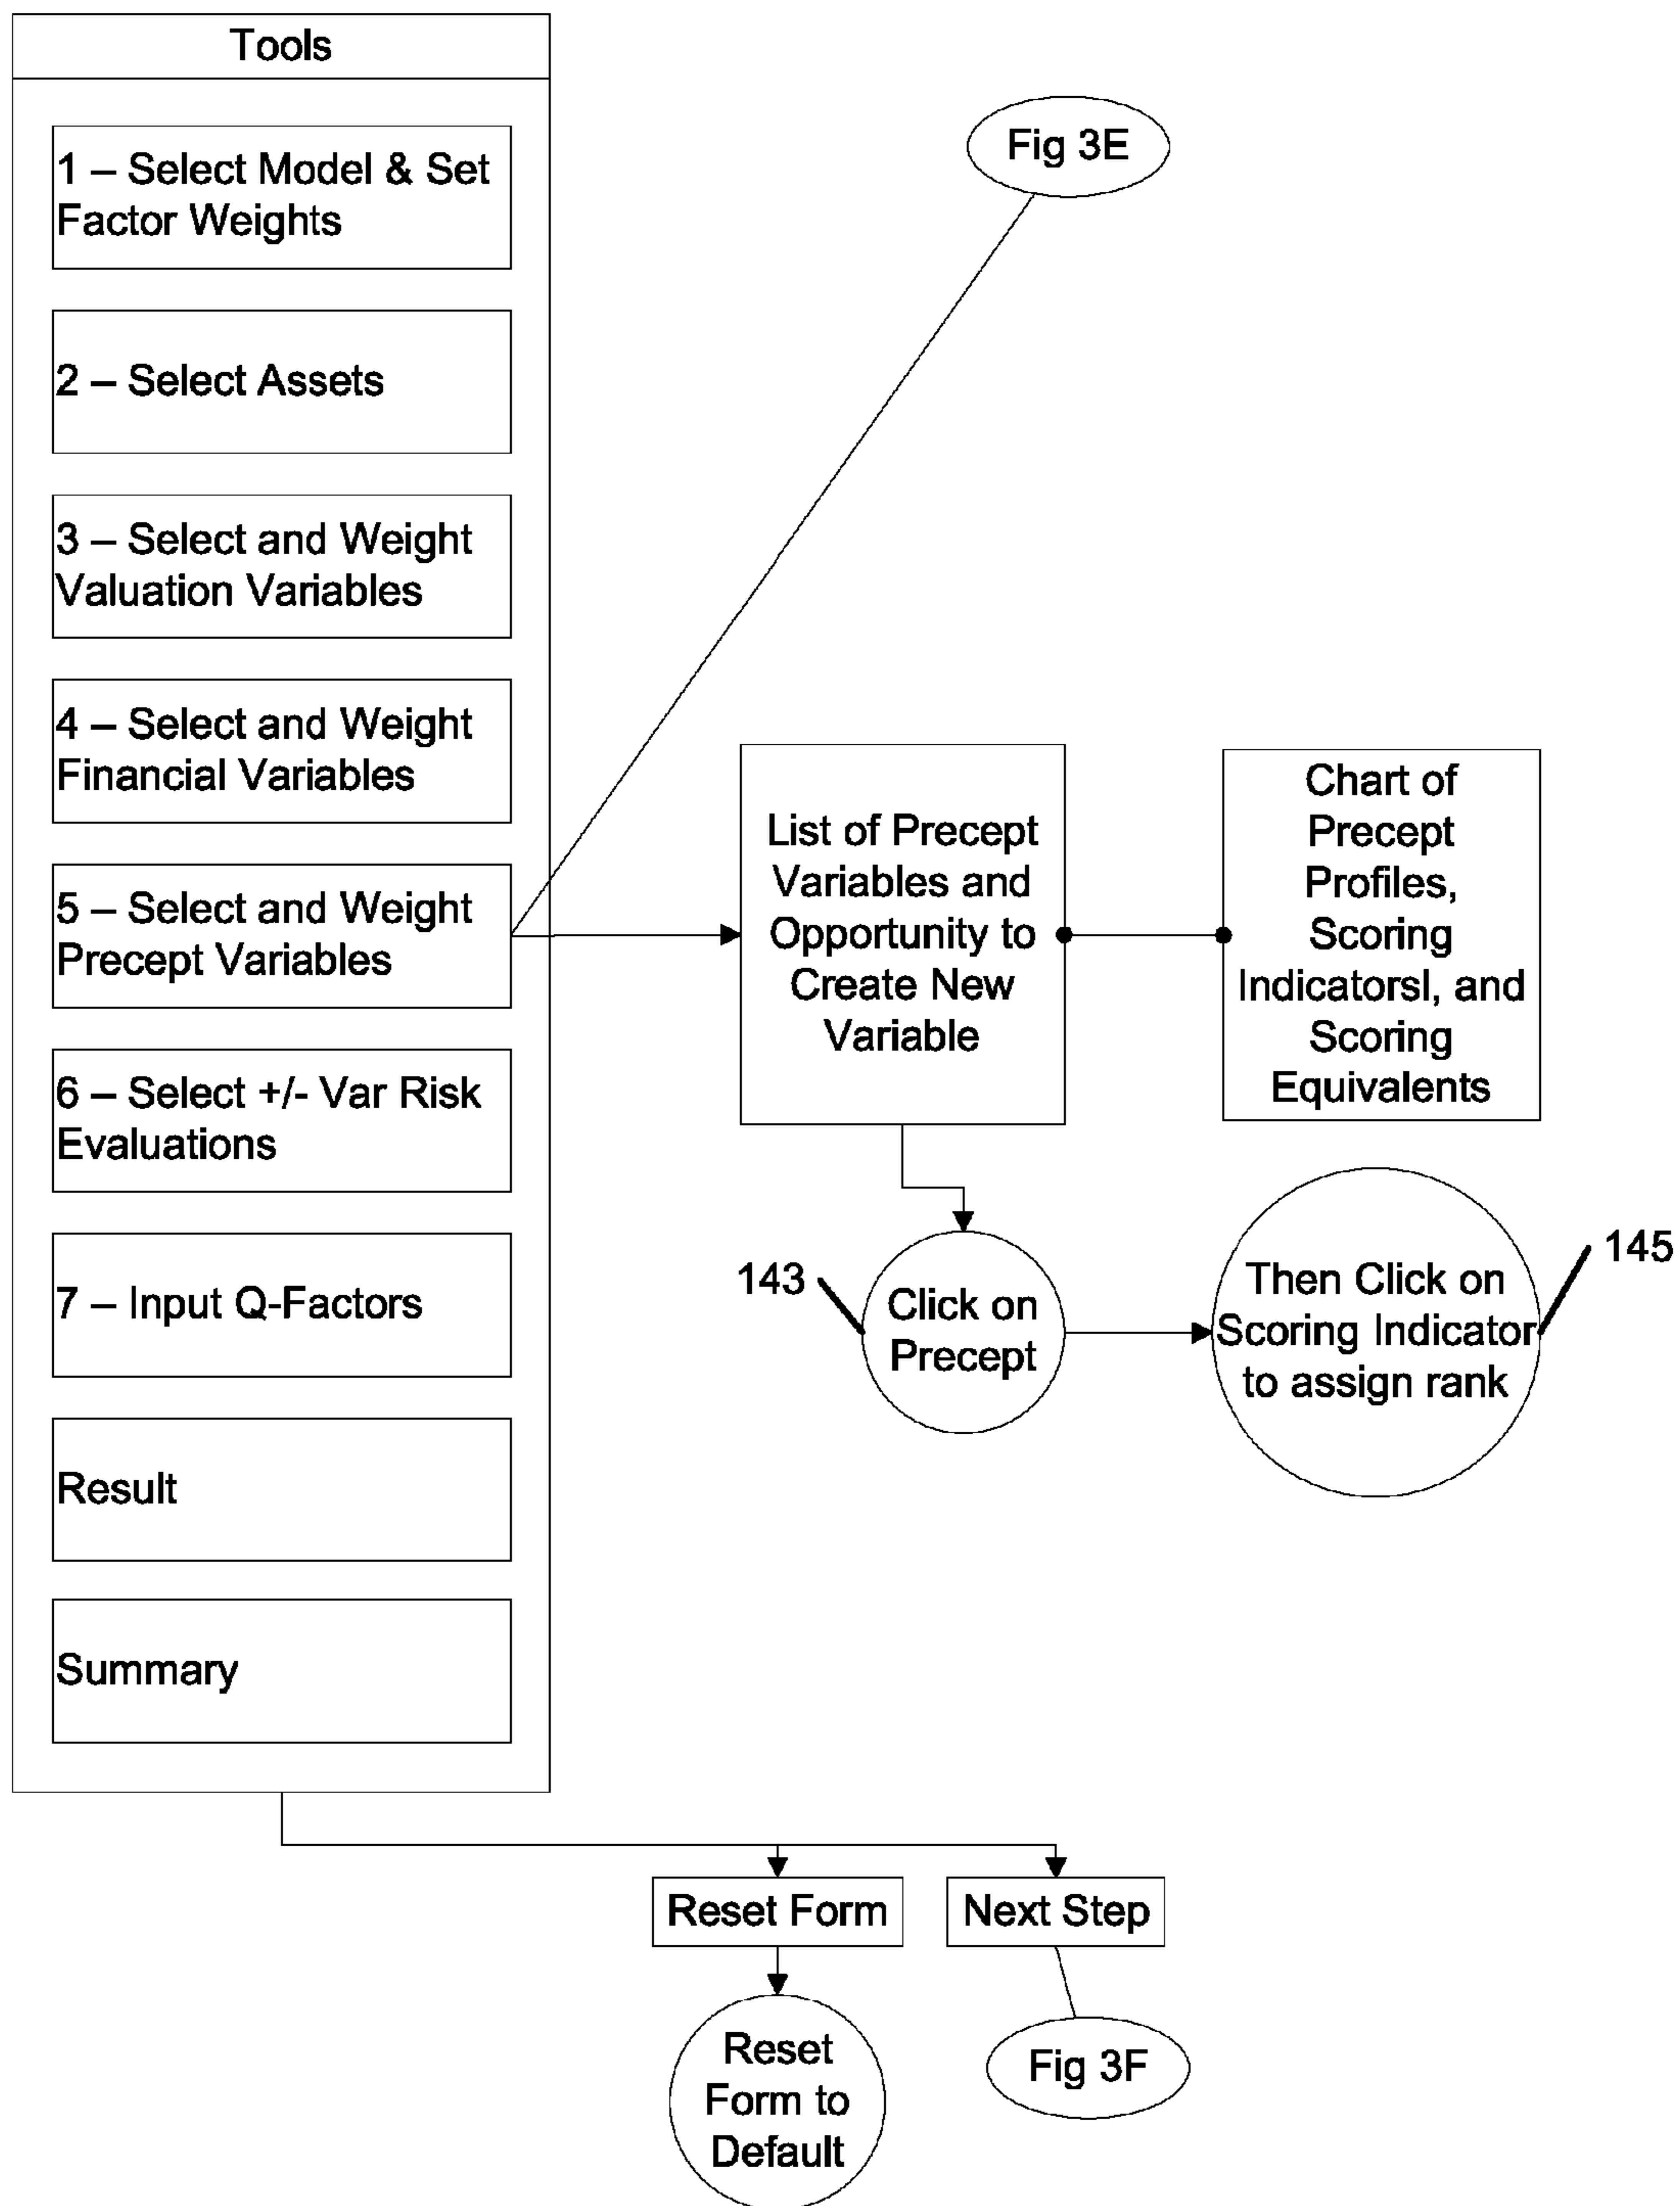 Tools
1 – Select Model & Set
Factor Weights
2 – Select Assets
3 – Select and Weight
Valuation Variables
4 – Select and Weight
Financial Variables
5 – Select and Weight
Precept Variables
6 – Select +/- Var Risk
Evaluations
7 – Input Q-Factors
Result
Summary
Fig 3E
List of Precept
Variables and
Opportunity to
Create New
Variable
Chart of
Precept
Profiles,
Scoring
Indicatorsl, and
Scoring
Equivalents
143
Click on
Precept
Then Click on
Scoring Indicator
to assign rank
145
Reset Form
Next Step
Reset
Form to
Default
Fig 3F